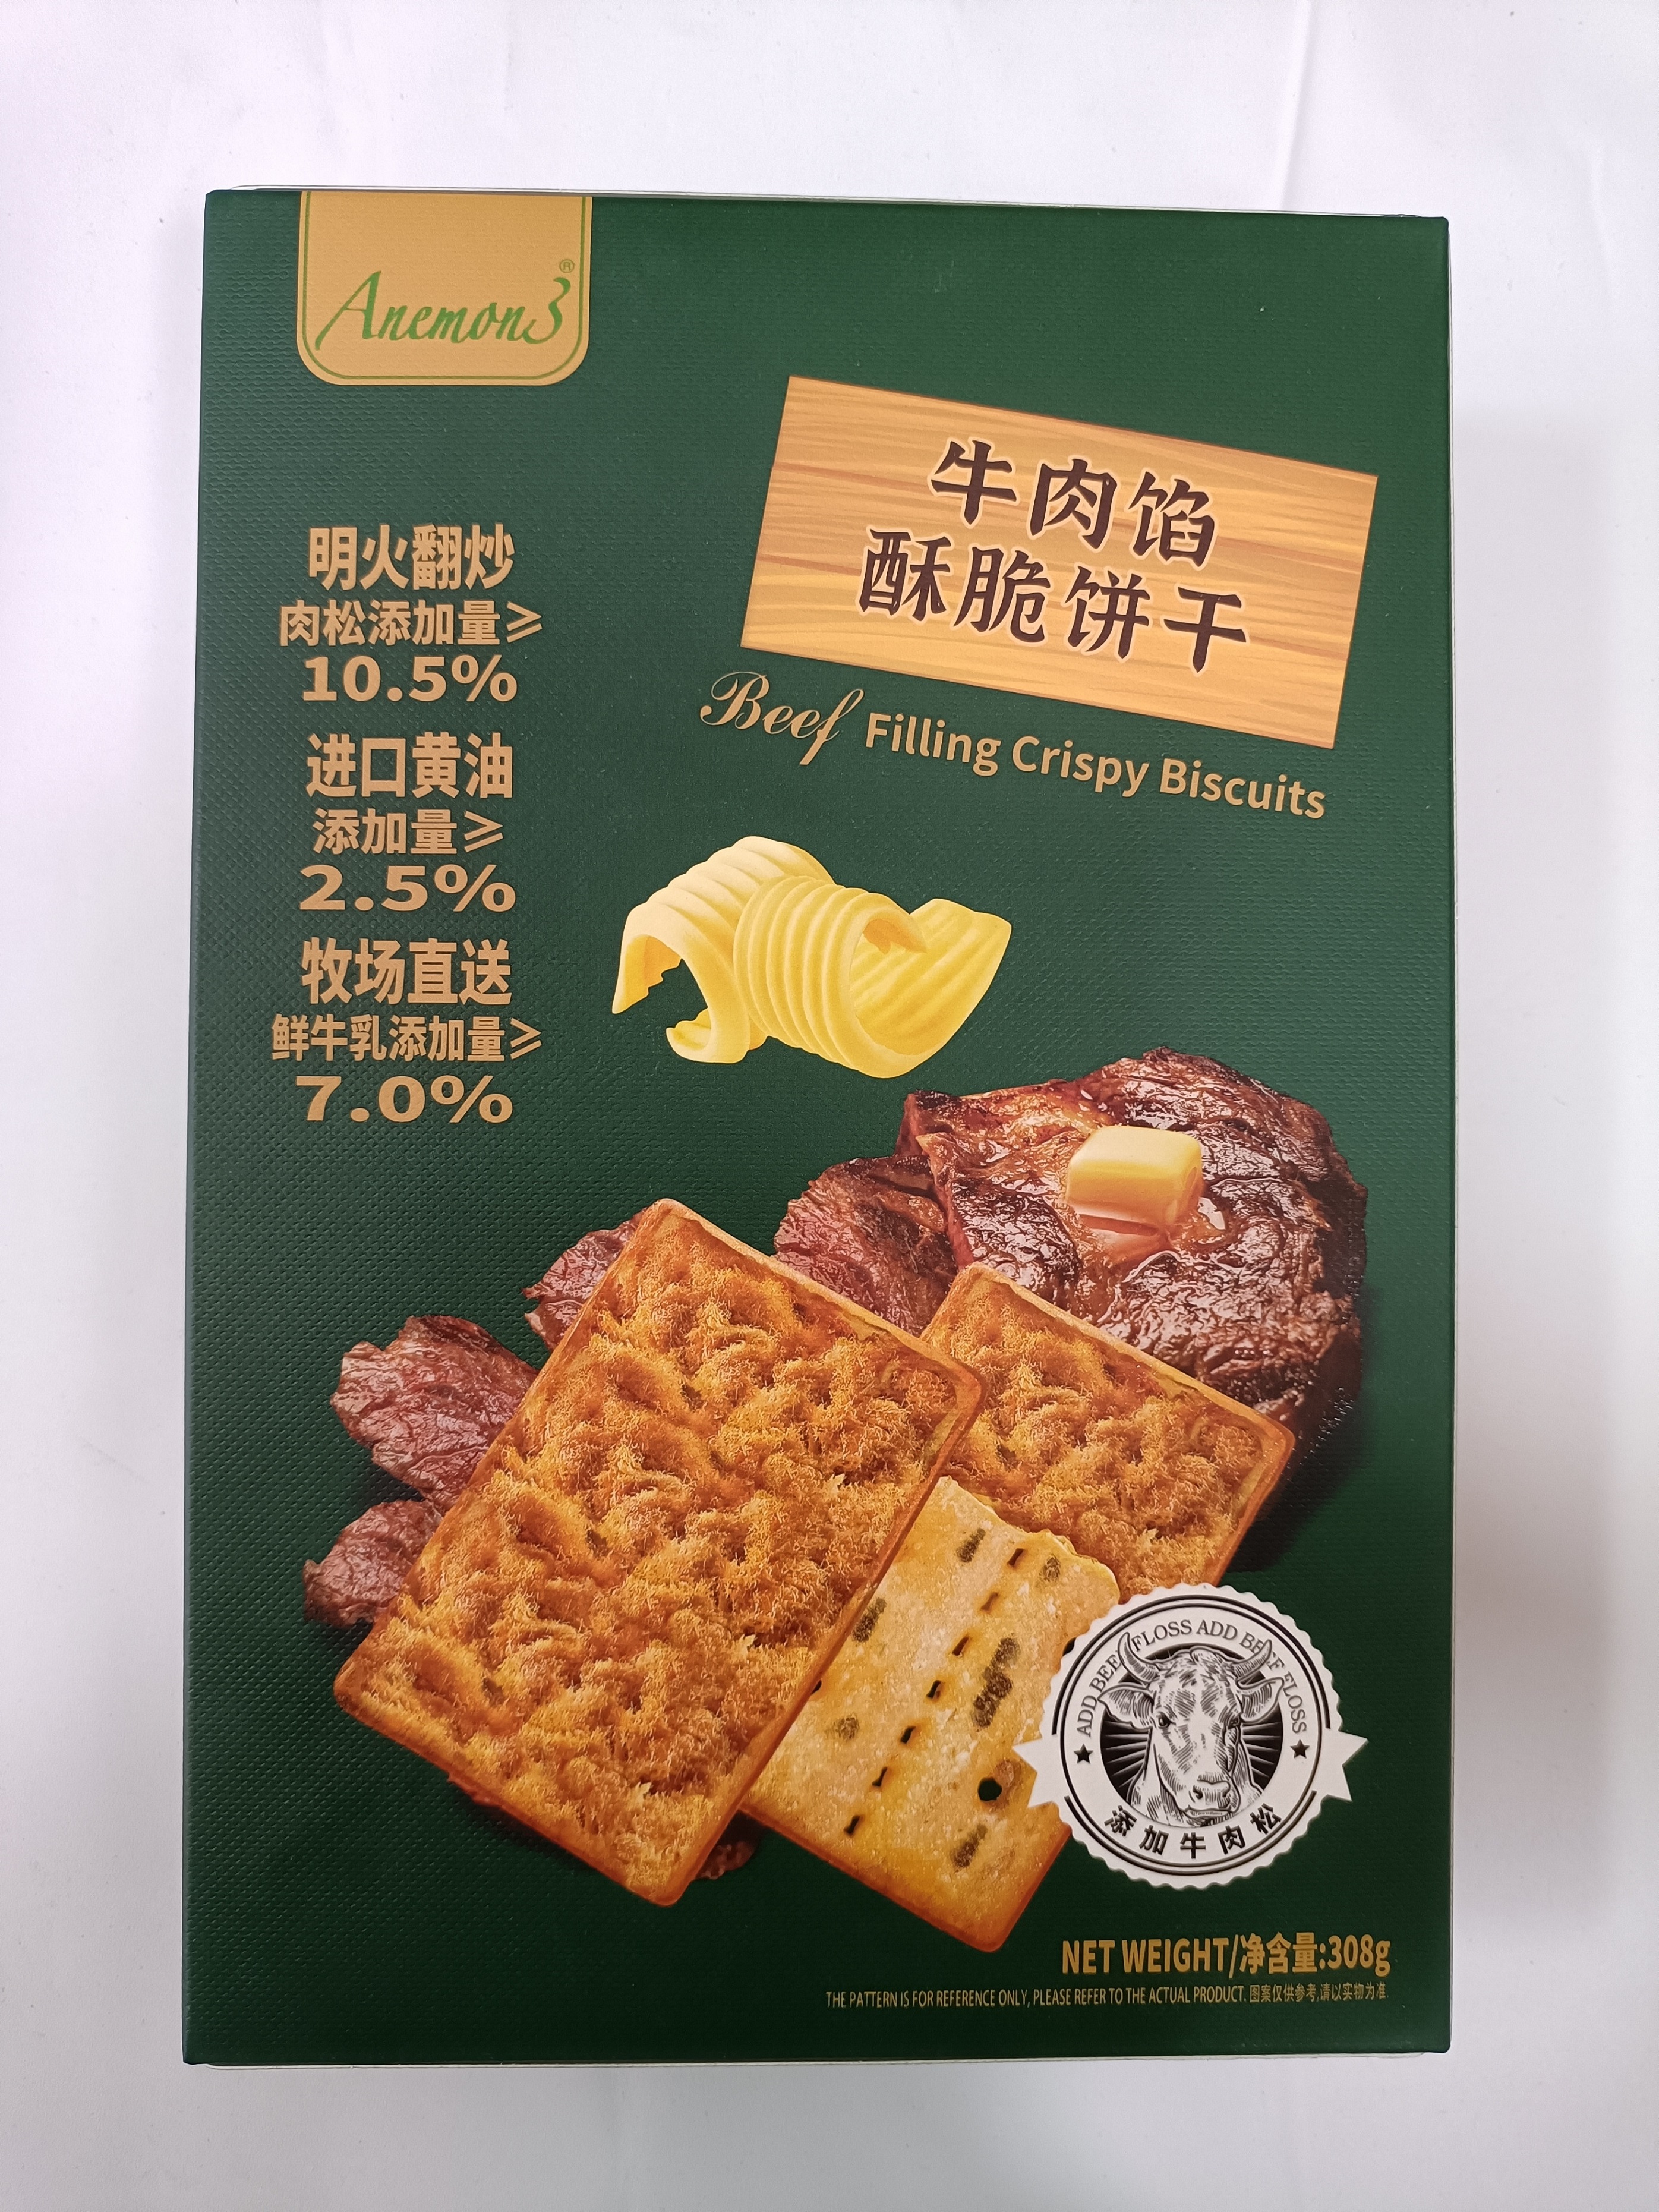 Anemon3®
牛肉馅
酥脆饼干
Beef Filling Crispy Biscuits
明火翻炒
肉松添加量≥
10.5%
进口黄油
添加量≥
2.5%
牧场直送
鲜牛乳添加量≥
7.0%
ADD BEEF FLOSS ADD BEEF FLOSS
添加牛肉松
NET WEIGHT/净含量:308g
THE PATTERN IS FOR REFERENCE ONLY, PLEASE REFER TO THE ACTUAL PRODUCT. 图案仅供参考,请以实物为准.